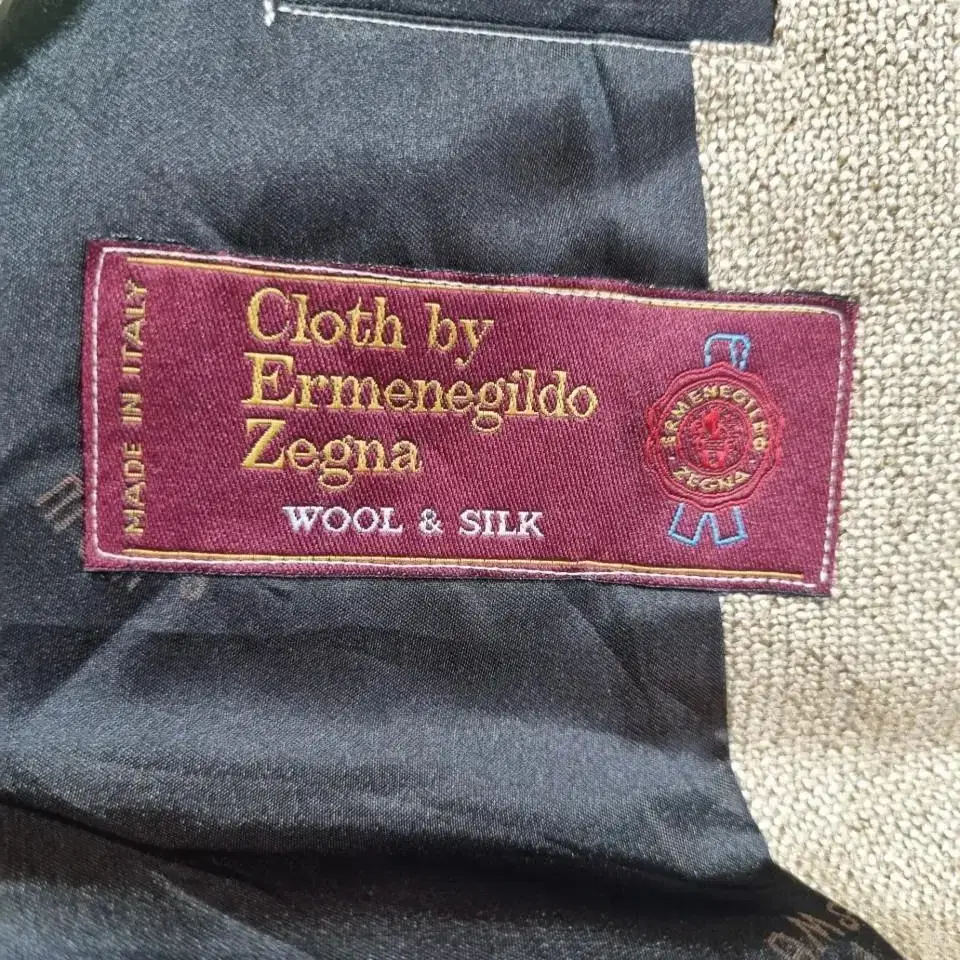 MADE IN ITALY
Cloth by
Ermenegildo
Zegna
WOOL & SILK
ERMENEGILDO
ZEGNA